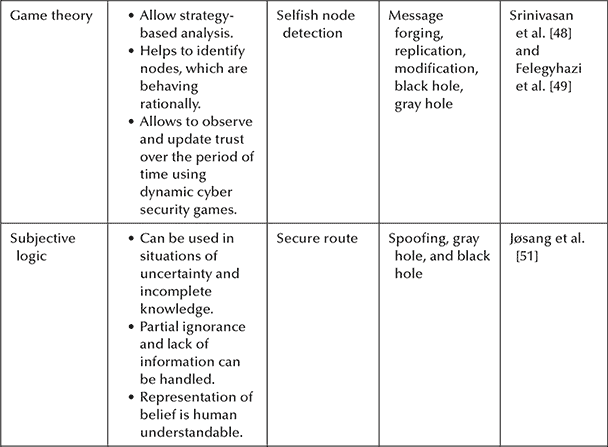 Game theory
• Allow strategy-
based analysis.
• Helps to identify
nodes, which are
behaving
rationally.
• Allows to observe
and update trust
over the period of
time using
dynamic cyber
security games.
Selfish node
detection
Message
forging,
replication,
modification,
black hole,
gray hole
Srinivasan
et al. [48]
and
Felegyhazi
et al. [49]
Subjective
logic
• Can be used in
situations of
uncertainty and
incomplete
knowledge.
• Partial ignorance
and lack of
information can
be handled.
• Representation of
belief is human
understandable.
Secure route
Spoofing, gray
hole, and black
hole
Jøsang et al.
[51]